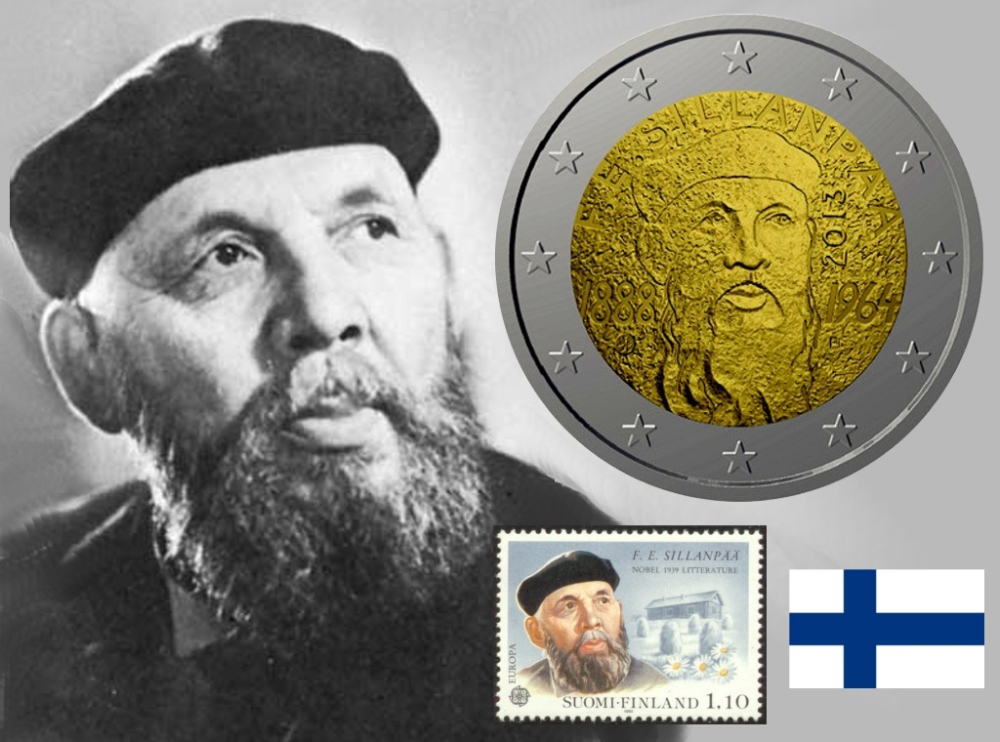 F. E. SILLANPÄÄ
2013
1888
1964
F. E. SILLANPÄÄ
NOBEL 1939 LITTERATURE
EUROPA
SUOMI-FINLAND 1.10